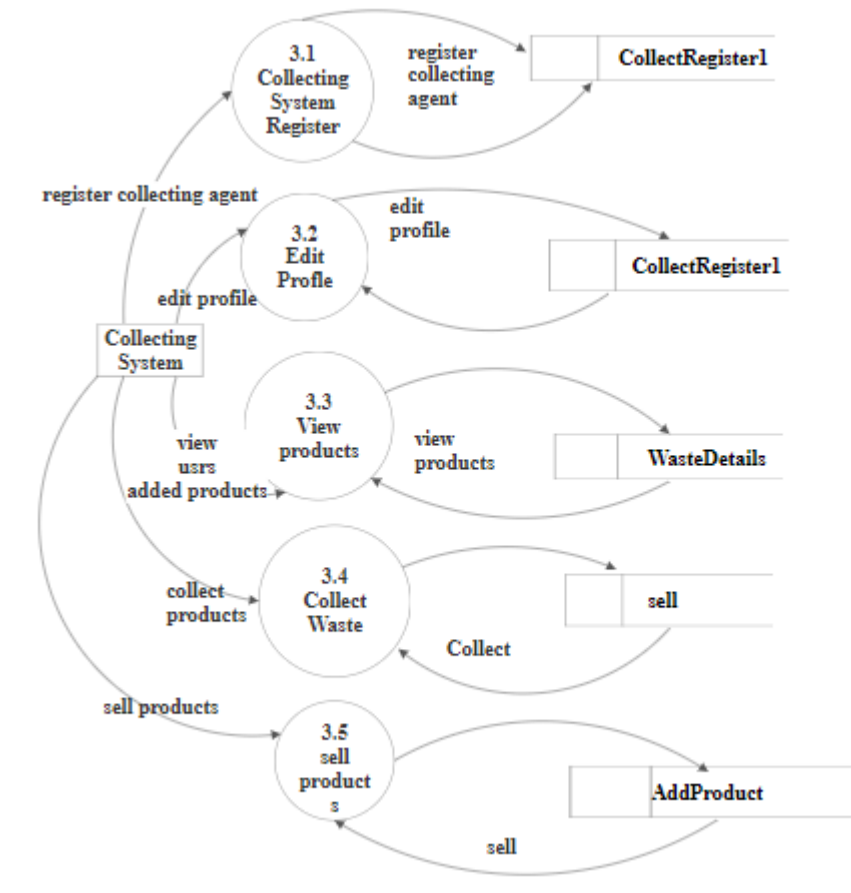 3.1
Collecting
System
Register
register
collecting
agent
CollectRegister1
register collecting agent
3.2
Edit
Profle
edit
profile
CollectRegister1
edit profile
Collecting
System
3.3
View
products
view
products
WasteDetails
view
usrs
added products
3.4
Collect
Waste
sell
collect
products
Collect
sell products
3.5
sell
product
s
AddProduct
sell